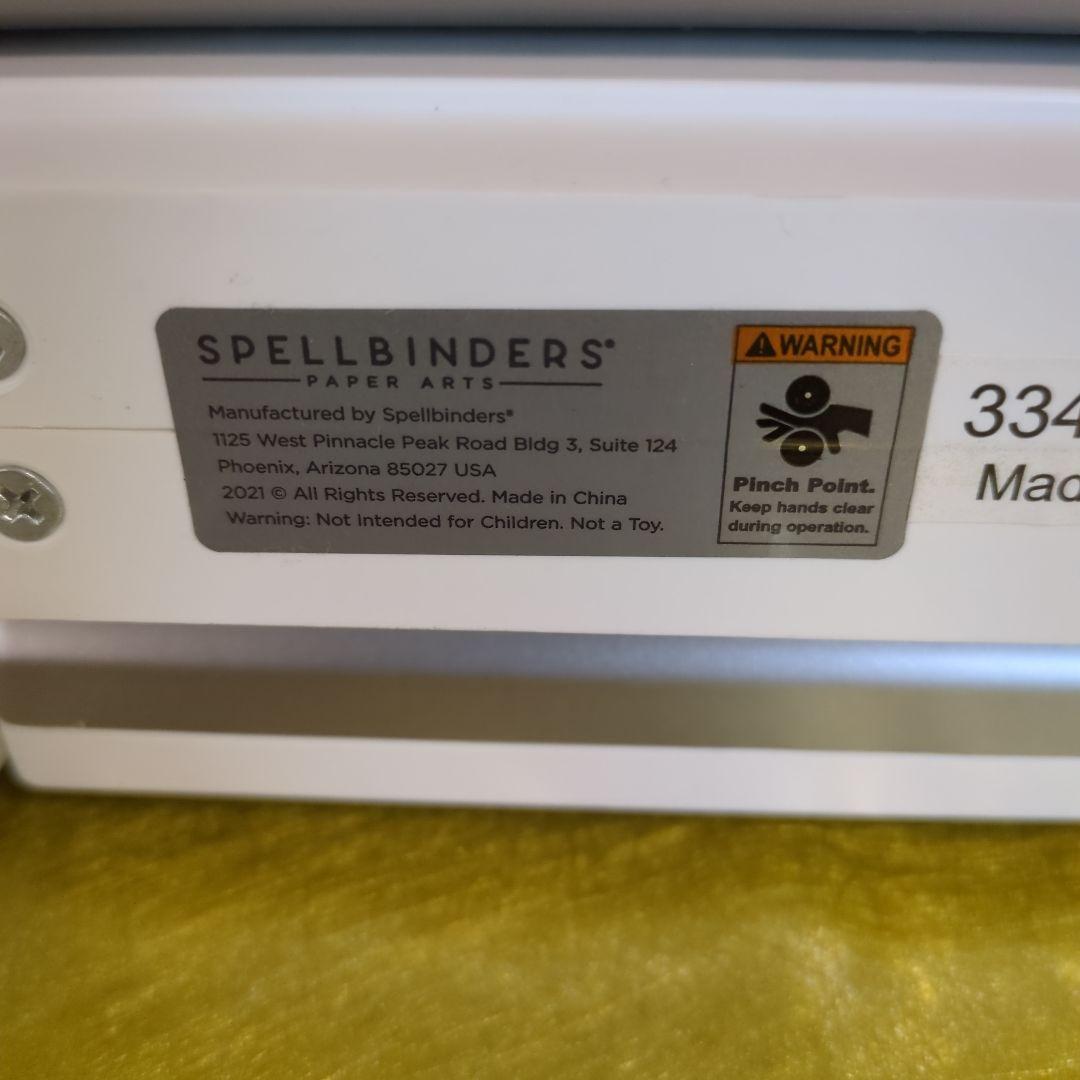 SPELLBINDERS®
PAPER ARTS
Manufactured by Spellbinders®
1125 West Pinnacle Peak Road Bldg 3, Suite 124
Phoenix, Arizona 85027 USA
2021 © All Rights Reserved. Made in China
Warning: Not Intended for Children. Not a Toy.
WARNING
Pinch Point.
Keep hands clear
during operation.
334
Mad